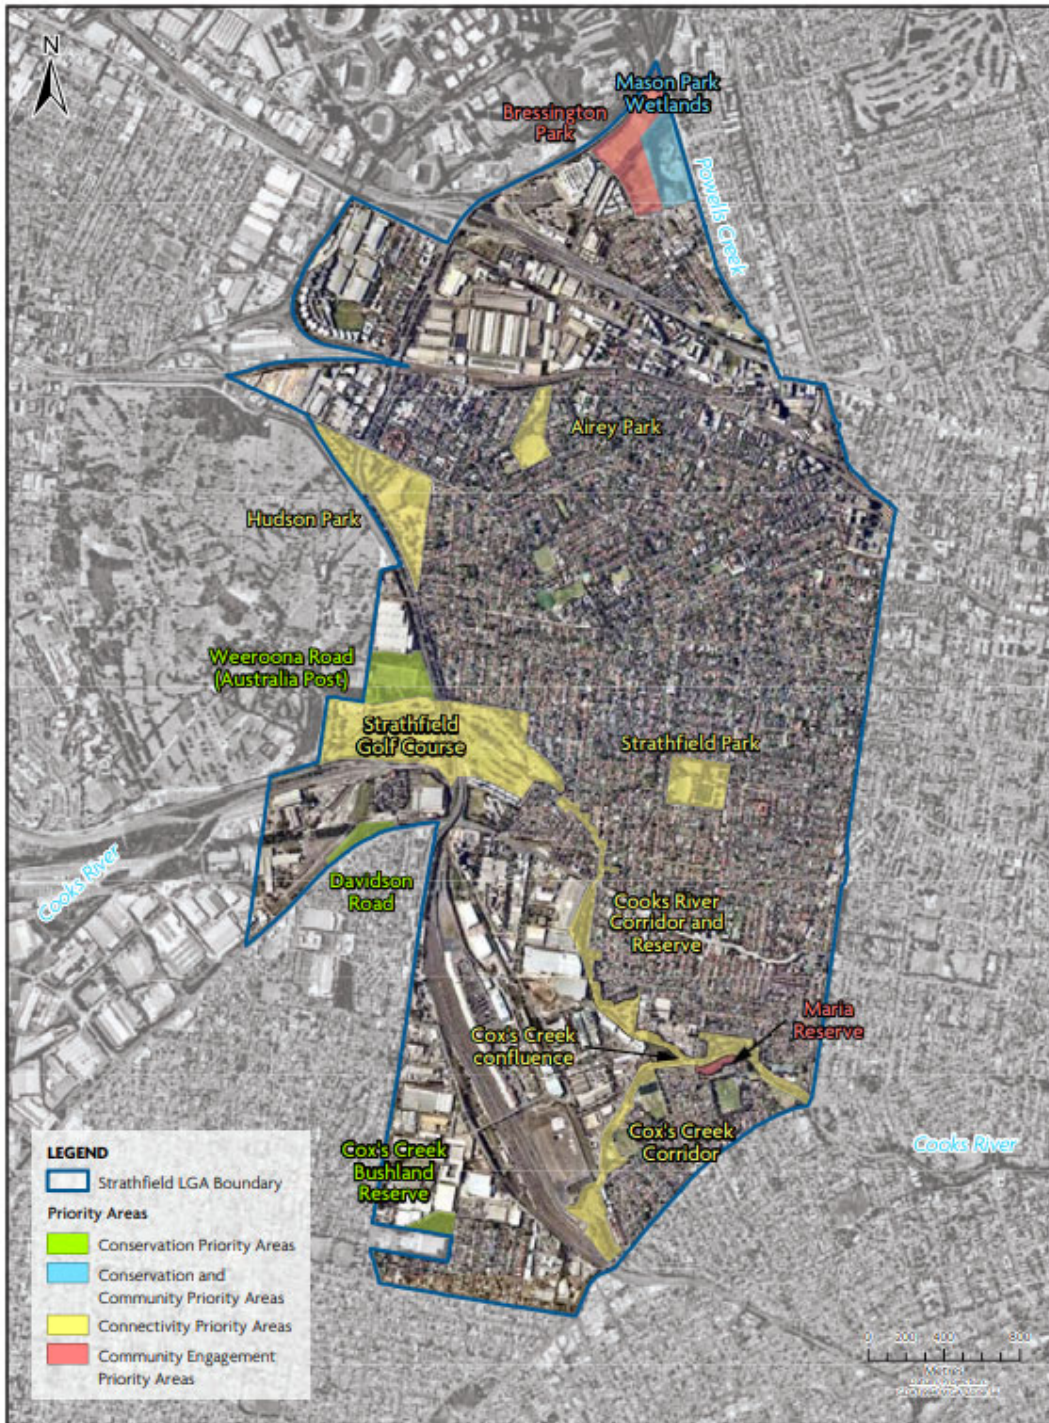 N
Mason Park
Wetlands
Bressington
Park
Powells Creek
Airey Park
Hudson Park
Weeroona Road
(Australia Post)
Strathfield
Golf Course
Strathfield Park
Cooks River
Davidson
Road
Cooks River
Corridor and
Reserve
Maria
Reserve
Cox's Creek
confluence
Cox's Creek
Corridor
Cooks River
Cox's Creek
Bushland
Reserve
LEGEND
Strathfield LGA Boundary
Priority Areas
Conservation Priority Areas
Conservation and
Community Priority Areas
Connectivity Priority Areas
Community Engagement
Priority Areas
0 200 400 800
Metres